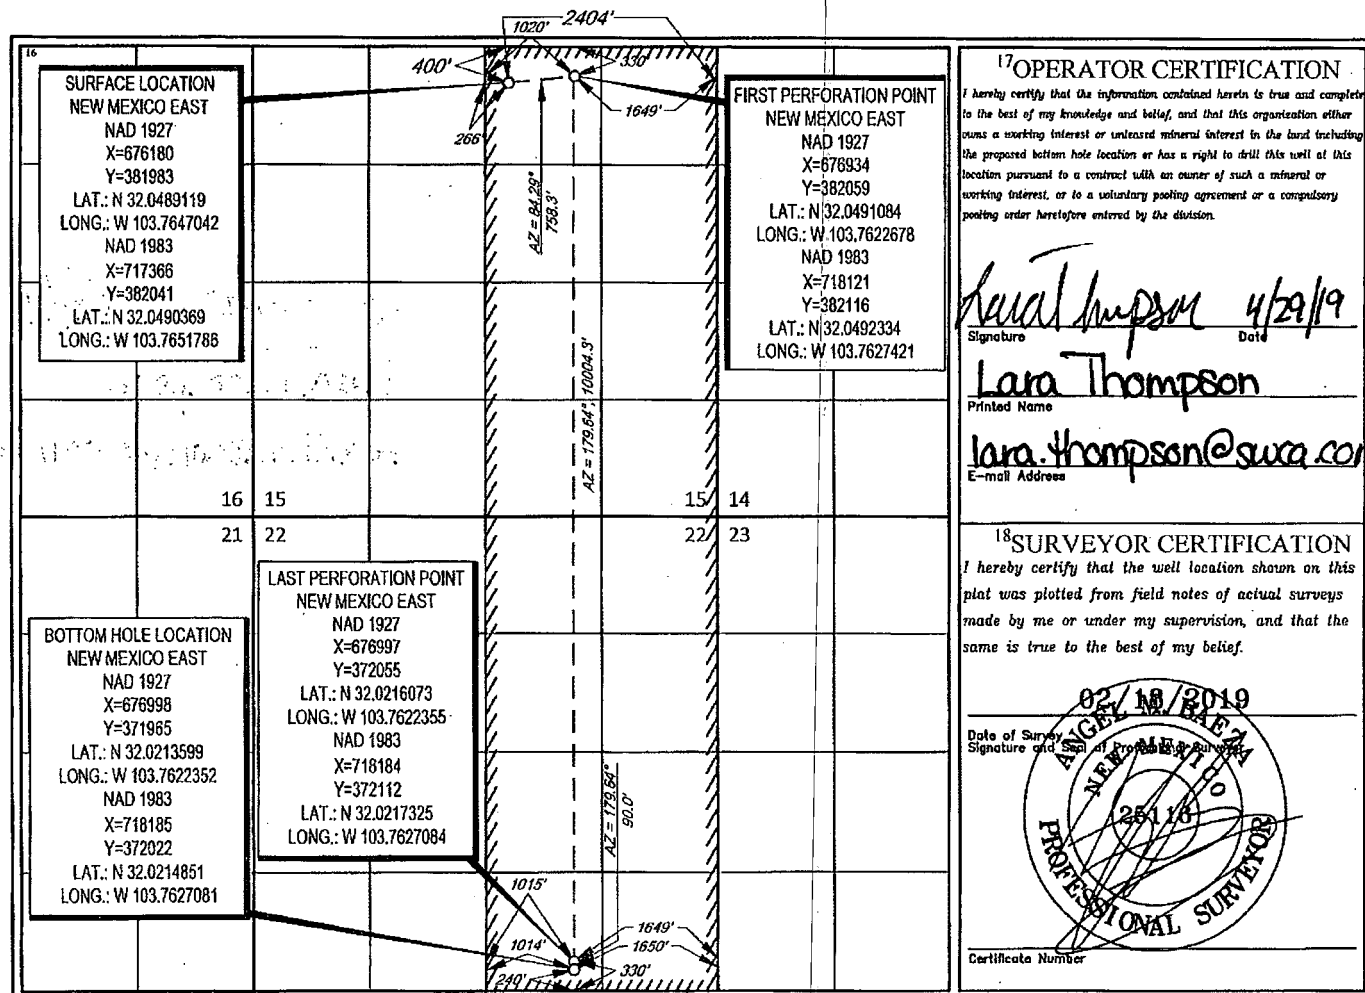 1020' 2404'
16
400'
330'
1649'
266'
SURFACE LOCATION
NEW MEXICO EAST
NAD 1927
X=676180
Y=381983
LAT.: N 32.0489119
LONG.: W 103.7647042
NAD 1983
X=717366
Y=382041
LAT.: N 32.0490369
LONG.: W 103.7651788
AZ = 84.29°
758.3'
FIRST PERFORATION POINT
NEW MEXICO EAST
NAD 1927
X=676934
Y=382059
LAT.: N 32.0491084
LONG.: W 103.7622678
NAD 1983
X=718121
Y=382116
LAT.: N 32.0492334
LONG.: W 103.7627421
AZ = 179.64°, 10004.3'
16 15
15 14
21 22
22 23
LAST PERFORATION POINT
NEW MEXICO EAST
NAD 1927
X=676997
Y=372055
LAT.: N 32.0216073
LONG.: W 103.7622355
NAD 1983
X=718184
Y=372112
LAT.: N 32.0217325
LONG.: W 103.7627084
BOTTOM HOLE LOCATION
NEW MEXICO EAST
NAD 1927
X=676998
Y=371965
LAT.: N 32.0213599
LONG.: W 103.7622352
NAD 1983
X=718185
Y=372022
LAT.: N 32.0214851
LONG.: W 103.7627081
AZ = 179.64°
90.0'
1015'
1014'
1649'
1650'
240'
330'
17 OPERATOR CERTIFICATION
I hereby certify that the information contained herein is true and complete
to the best of my knowledge and belief, and that this organization either
owns a working interest or unleased mineral interest in the land including
the proposed bottom hole location or has a right to drill this well at this
location pursuant to a contract with an owner of such a mineral or
working interest, or to a voluntary pooling agreement or a compulsory
pooling order heretofore entered by the division.
Lara Thompson 4/29/19
Signature Date
Lara Thompson
Printed Name
lara.thompson@swca.com
E-mail Address
18 SURVEYOR CERTIFICATION
I hereby certify that the well location shown on this
plat was plotted from field notes of actual surveys
made by me or under my supervision, and that the
same is true to the best of my belief.
02/18/2019
Date of Survey
Signature and Seal of Professional Surveyor
ANGEL M. BAEZA
NEW MEXICO
25116
PROFESSIONAL SURVEYOR
Certificate Number